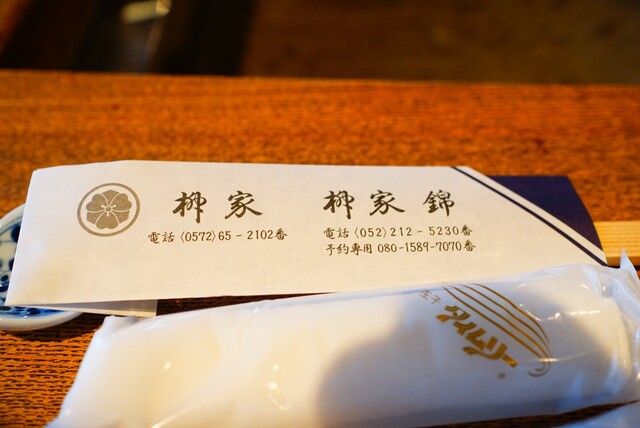 柳家
電話〈0572〉65-2102番
柳家錦
電話〈052〉212-5230番
予約専用 080-1589-7070番